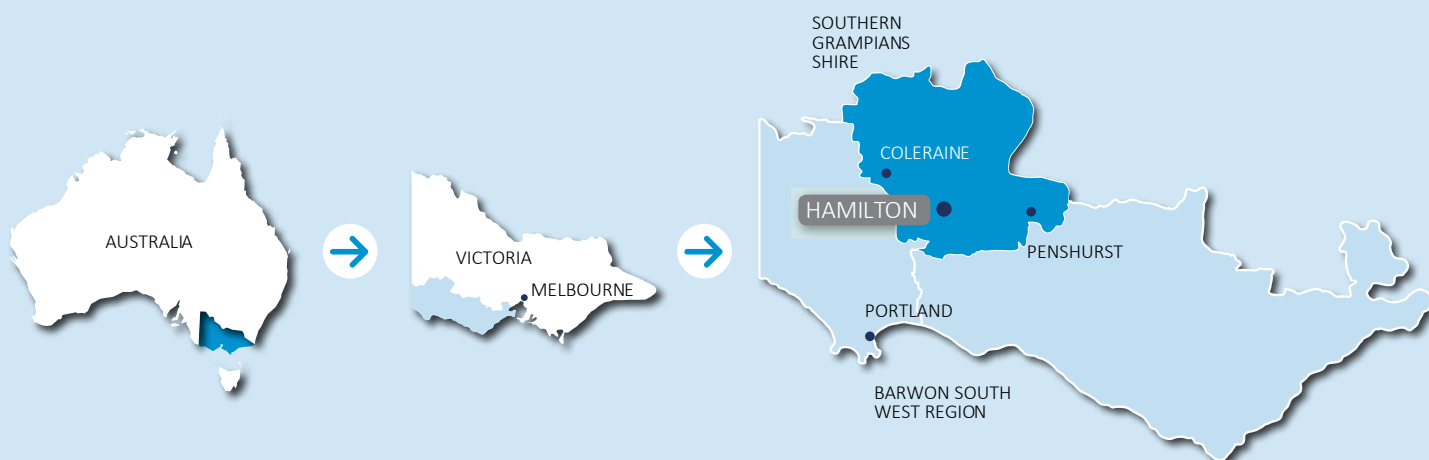 AUSTRALIA
VICTORIA
MELBOURNE
SOUTHERN
GRAMPIANS
SHIRE
COLERAINE
HAMILTON
PENSHURST
PORTLAND
BARWON SOUTH
WEST REGION